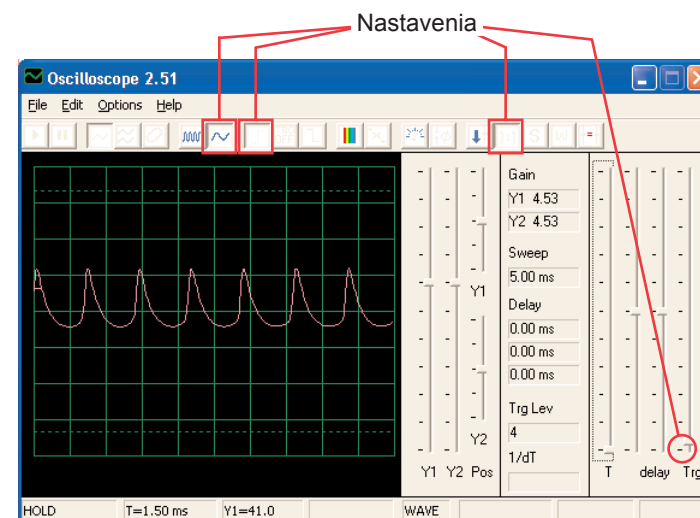 Nastavenia
Oscilloscope 2.51
File Edit Options Help
Gain
Y1 4.53
Y2 4.53
Sweep
5.00 ms
Y1
Delay
0.00 ms
0.00 ms
0.00 ms
Trg Lev
4
Y2
1/dT
Y1 Y2 Pos
T delay Trg
HOLD T=1.50 ms Y1=41.0 WAVE